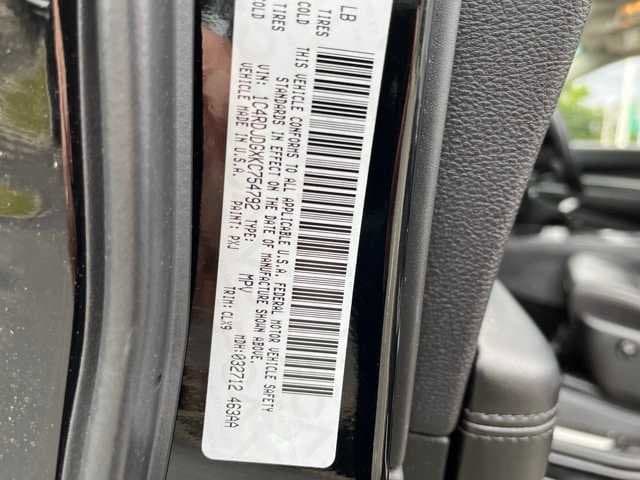 LB
TIRES
COLD
TIRES
COLD
THIS VEHICLE CONFORMS TO ALL APPLICABLE U.S.A. FEDERAL MOTOR VEHICLE SAFETY
STANDARDS IN EFFECT ON THE DATE OF MANUFACTURE SHOWN ABOVE.
VIN: 1C4RDJDGXKC754792 TYPE: MPV MDH:032712 463AA
VEHICLE MADE IN U.S.A. PAINT: PXJ TRIM: CLX9